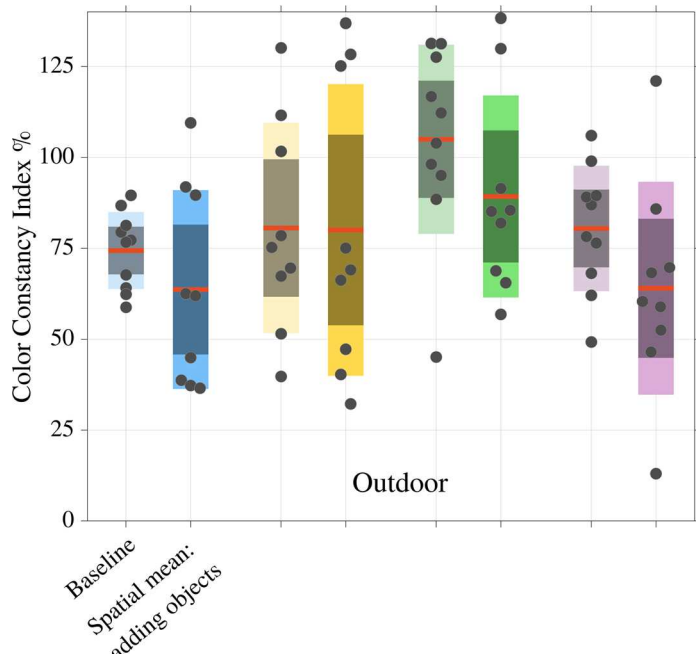 Color Constancy Index %
125
100
75
50
25
0
Outdoor
Baseline
Spatial mean:
adding objects